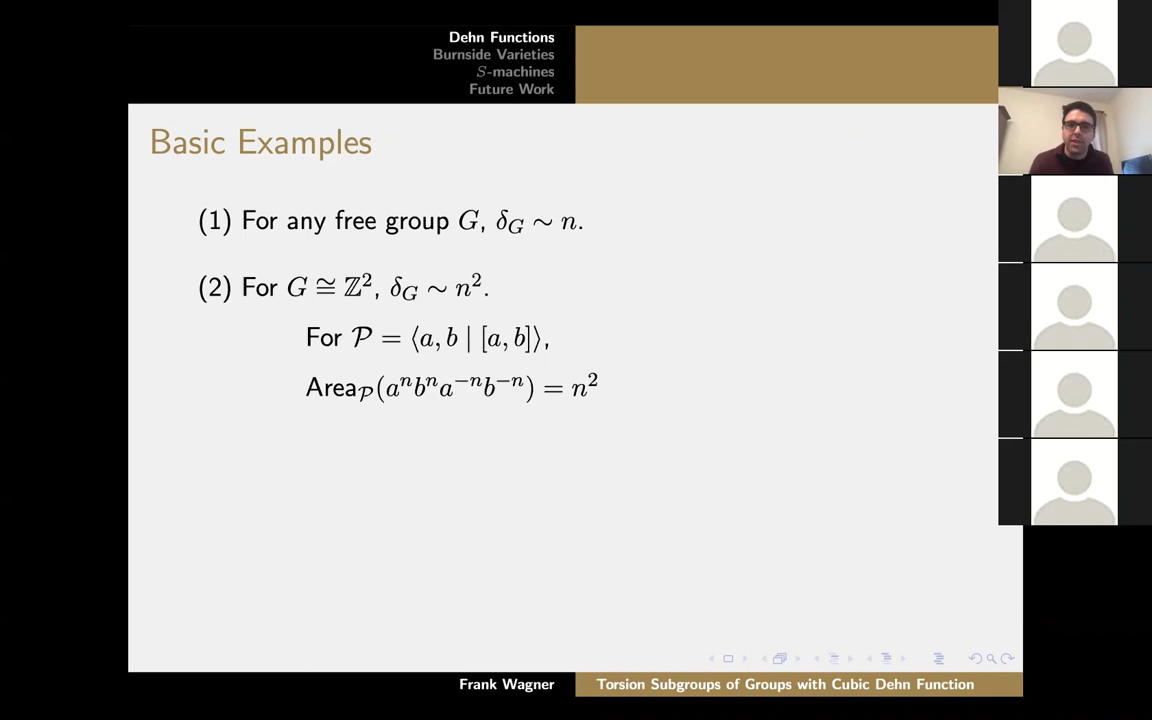 Dehn Functions
Burnside Varieties
S-machines
Future Work
Basic Examples
(1) For any free group G, δ_G ∼ n.
(2) For G ≅ ℤ², δ_G ∼ n².
For 𝒫 = ⟨a, b | [a, b]⟩,
Area_𝒫(aⁿbⁿa⁻ⁿb⁻ⁿ) = n²
Frank Wagner
Torsion Subgroups of Groups with Cubic Dehn Function